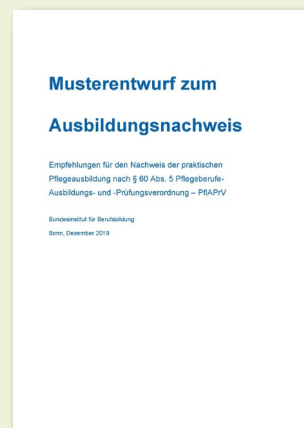 Musterentwurf zum
Ausbildungsnachweis
Empfehlungen für den Nachweis der praktischen
Pflegeausbildung nach § 60 Abs. 5 Pflegeberufe-
Ausbildungs- und -Prüfungsverordnung – PflAPrV
Bundesinstitut für Berufsbildung
Bonn, Dezember 2019